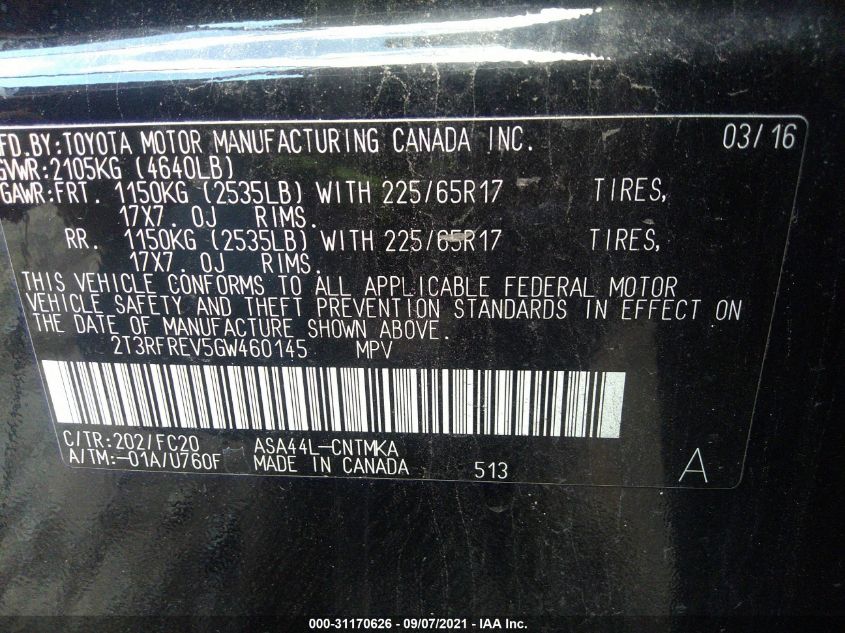 FD.BY:TOYOTA MOTOR MANUFACTURING CANADA INC. 03/16
GVWR:2105KG (4640LB)
GAWR:FRT. 1150KG (2535LB) WITH 225/65R17 TIRES,
17X7.0J RIMS.
RR. 1150KG (2535LB) WITH 225/65R17 TIRES,
17X7.0J RIMS.
THIS VEHICLE CONFORMS TO ALL APPLICABLE FEDERAL MOTOR
VEHICLE SAFETY AND THEFT PREVENTION STANDARDS IN EFFECT ON
THE DATE OF MANUFACTURE SHOWN ABOVE.
2T3RFREV5GW460145 MPV
C/TR:202/FC20 ASA44L-CNTMKA
A/TM:-01A/U760F MADE IN CANADA 513 A
000-31170626 - 09/07/2021 - IAA Inc.